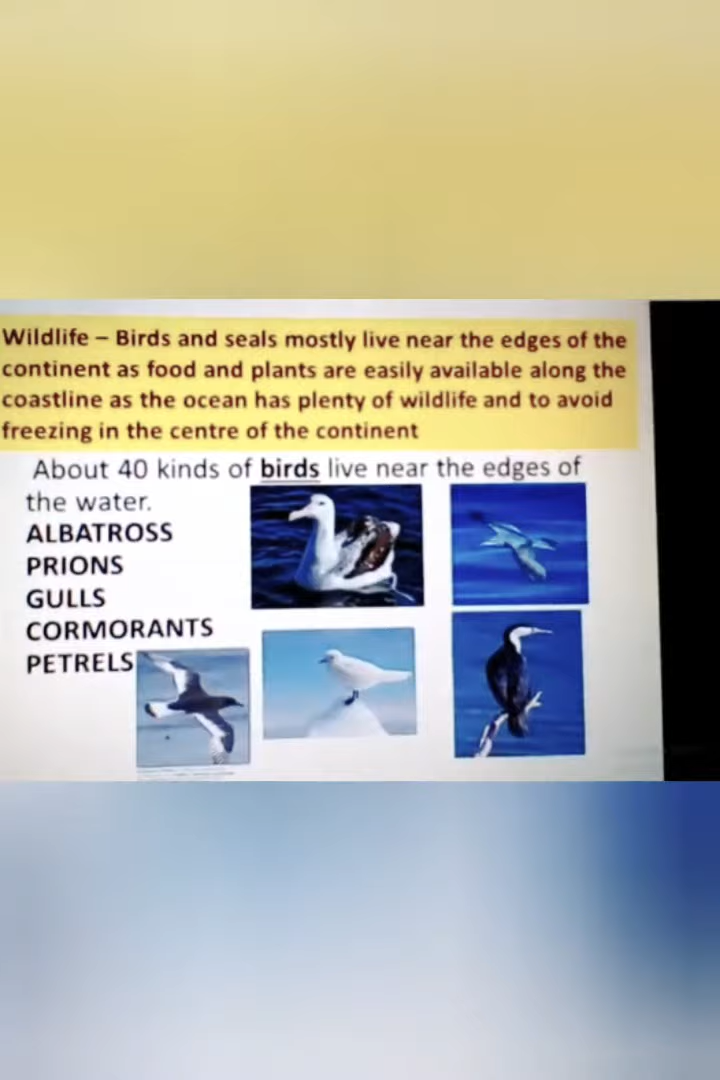 Wildlife – Birds and seals mostly live near the edges of the
continent as food and plants are easily available along the
coastline as the ocean has plenty of wildlife and to avoid
freezing in the centre of the continent
About 40 kinds of birds live near the edges of
the water.
ALBATROSS
PRIONS
GULLS
CORMORANTS
PETRELS